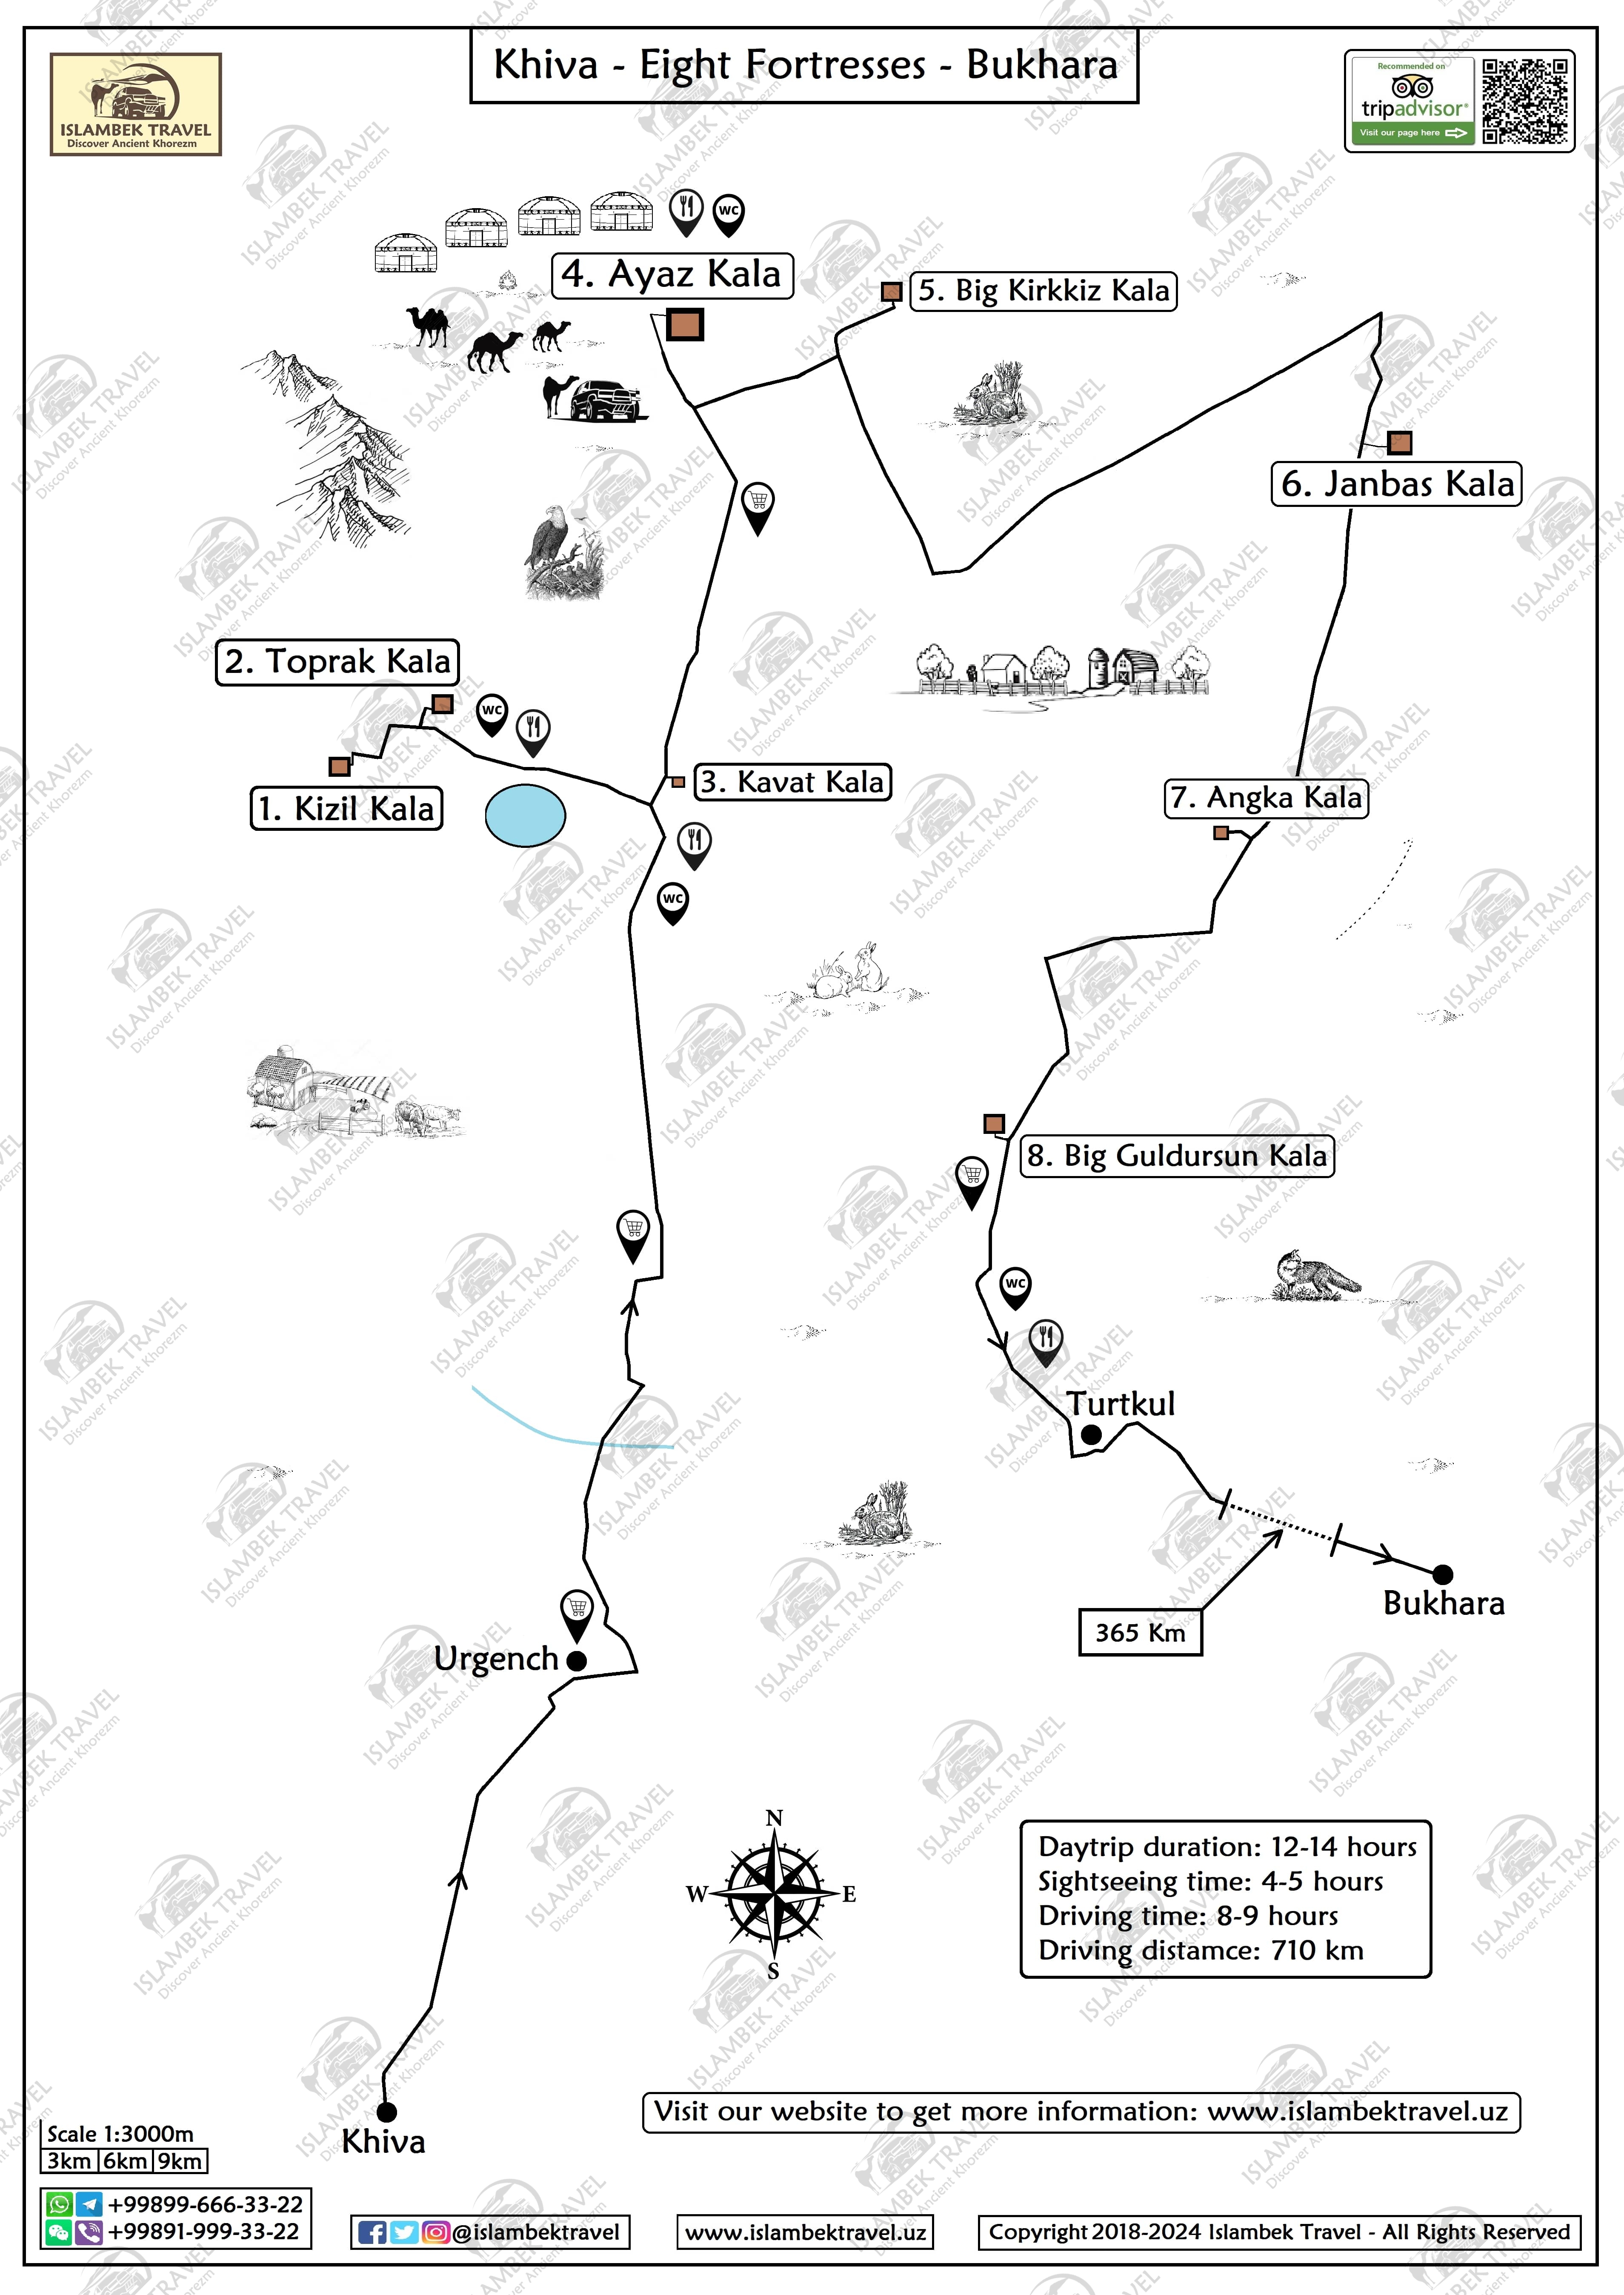 Khiva - Eight Fortresses - Bukhara
ISLAMBEK TRAVEL
Discover Ancient Khorezm
Recommended on
tripadvisor®
Visit our page here
WC
4. Ayaz Kala
5. Big Kirkkiz Kala
6. Janbas Kala
2. Toprak Kala
WC
1. Kizil Kala
3. Kavat Kala
7. Angka Kala
WC
8. Big Guldursun Kala
WC
Turtkul
Bukhara
365 Km
Urgench
N
W
E
S
Daytrip duration: 12-14 hours
Sightseeing time: 4-5 hours
Driving time: 8-9 hours
Driving distamce: 710 km
Visit our website to get more information: www.islambektravel.uz
Khiva
Scale 1:3000m
3km 6km 9km
+99899-666-33-22
+99891-999-33-22
@islambektravel
www.islambektravel.uz
Copyright 2018-2024 Islambek Travel - All Rights Reserved